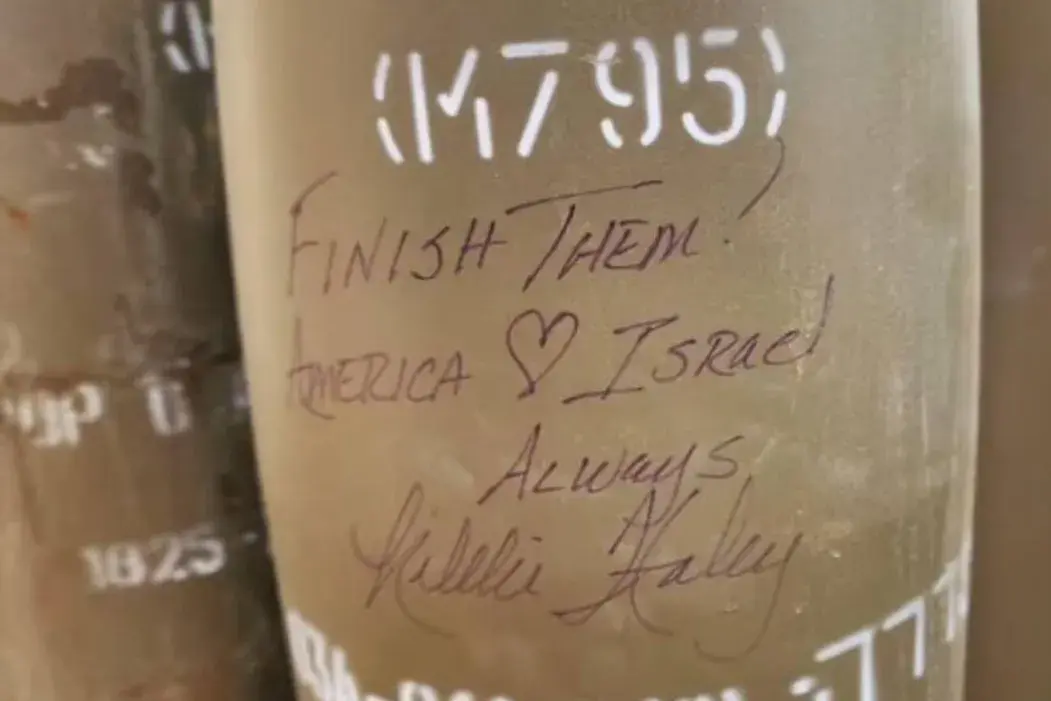 (M795)
FINISH THEM!
AMERICA ♡ ISRAEL
ALWAYS,
Nikki Haley
1825